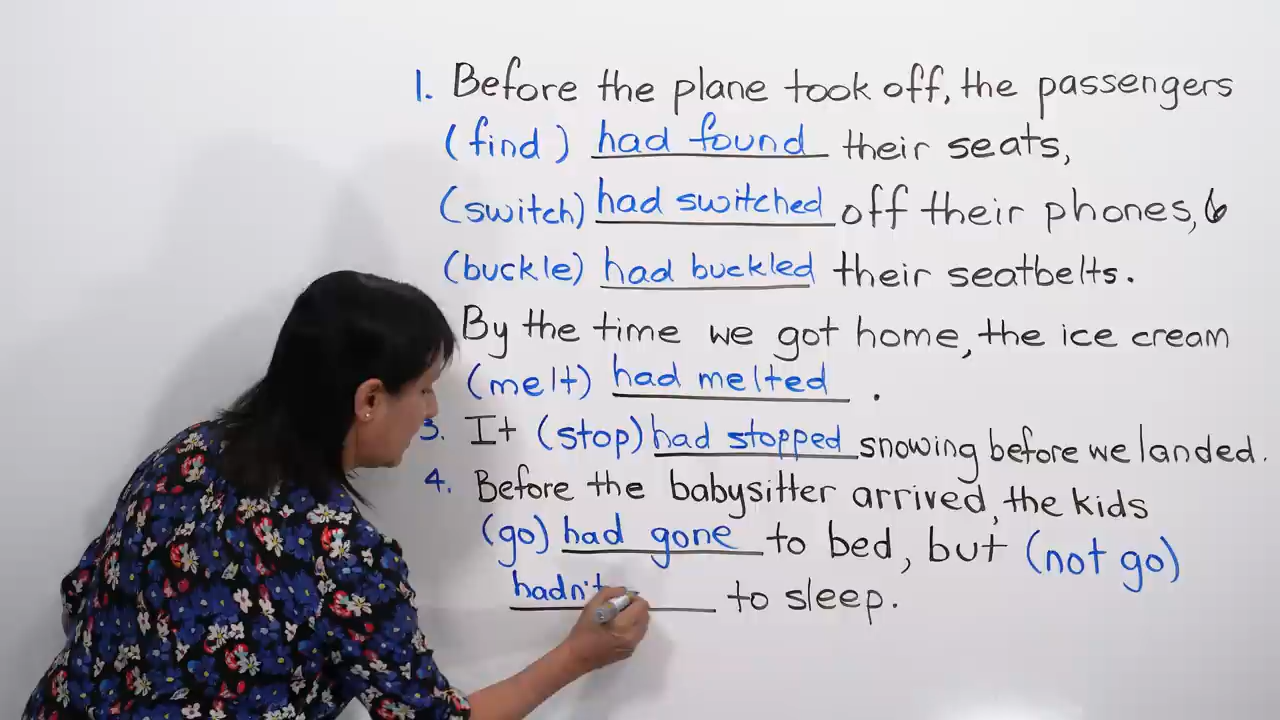 1. Before the plane took off, the passengers
(find) had found their seats,
(switch) had switched off their phones, &
(buckle) had buckled their seatbelts.
By the time we got home, the ice cream
(melt) had melted .
3. It (stop) had stopped snowing before we landed.
4. Before the babysitter arrived, the kids
(go) had gone to bed, but (not go)
hadn't to sleep.